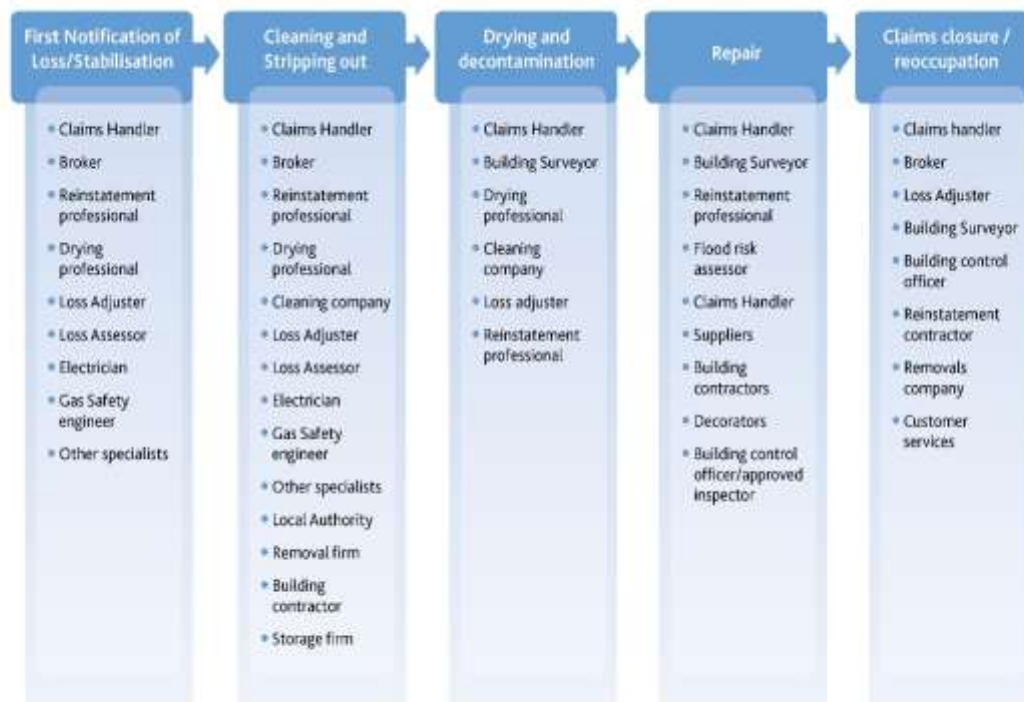 First Notification of
Loss/Stabilisation
• Claims Handler
• Broker
• Reinstatement
professional
• Drying
professional
• Loss Adjuster
• Loss Assessor
• Electrician
• Gas Safety
engineer
• Other specialists
Cleaning and
Stripping out
• Claims Handler
• Broker
• Reinstatement
professional
• Drying
professional
• Cleaning company
• Loss Adjuster
• Loss Assessor
• Electrician
• Gas Safety
engineer
• Other specialists
• Local Authority
• Removal firm
• Building
contractor
• Storage firm
Drying and
decontamination
• Claims Handler
• Building Surveyor
• Drying
professional
• Cleaning
company
• Loss adjuster
• Reinstatement
professional
Repair
• Claims Handler
• Building Surveyor
• Reinstatement
professional
• Flood risk
assessor
• Claims Handler
• Suppliers
• Building
contractors
• Decorators
• Building control
officer/approved
inspector
Claims closure /
reoccupation
• Claims handler
• Broker
• Loss Adjuster
• Building Surveyor
• Building control
officer
• Reinstatement
contractor
• Removals
company
• Customer
services